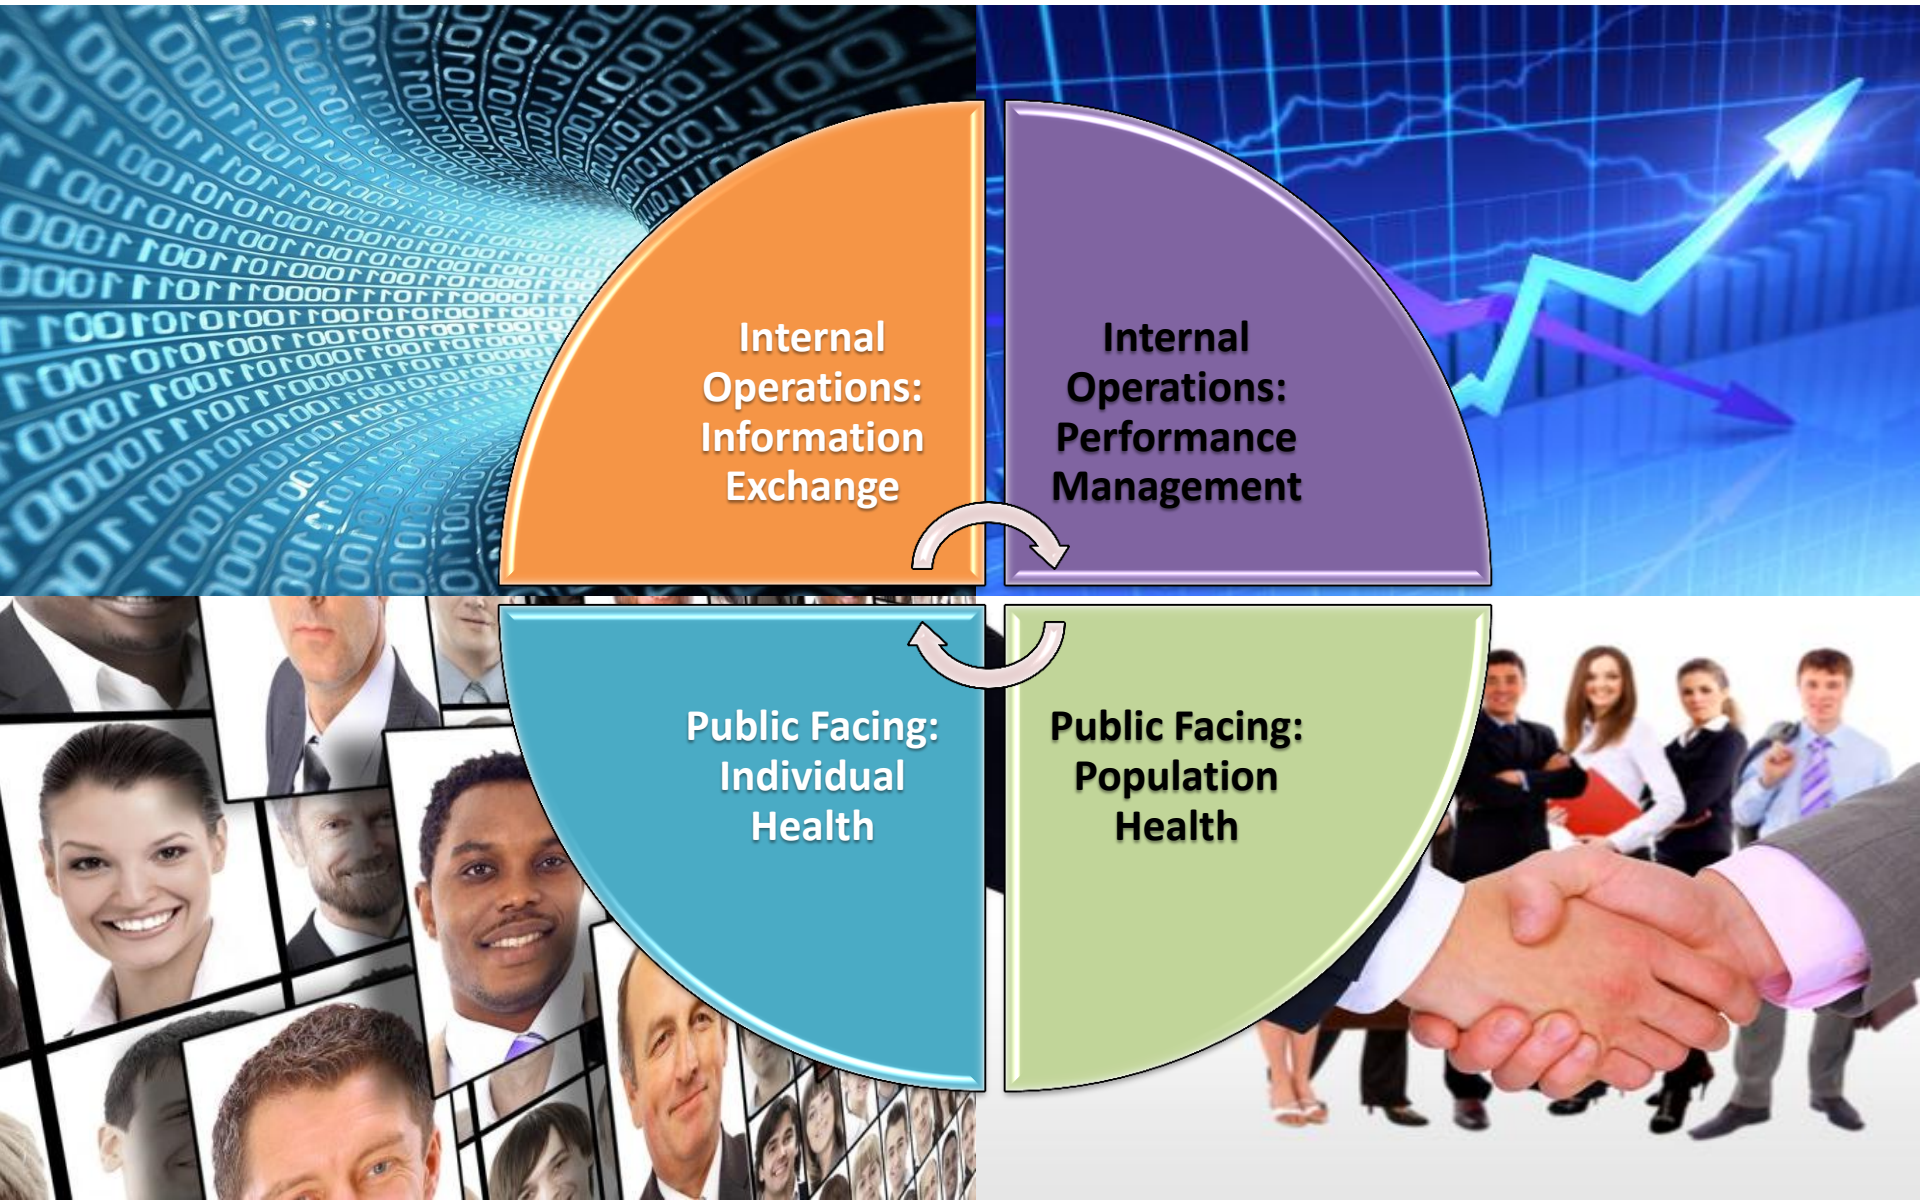 Internal
Operations:
Information
Exchange
Internal
Operations:
Performance
Management
Public Facing:
Individual
Health
Public Facing:
Population
Health